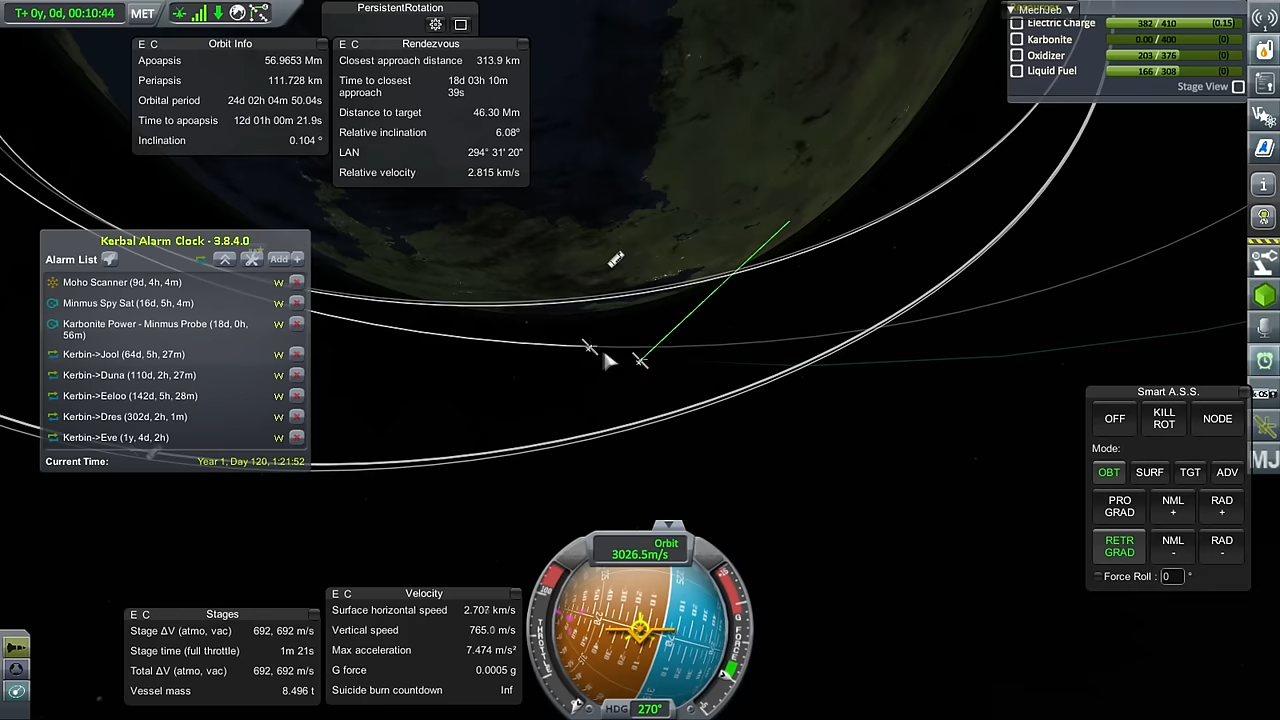 T+ 0y, 0d, 00:10:44
MET
PersistentRotation
E C
Orbit Info
Apoapsis 56.9653 Mm
Periapsis 111.728 km
Orbital period 24d 02h 04m 50.04s
Time to apoapsis 12d 01h 00m 21.9s
Inclination 0.104 °
E C
Rendezvous
Closest approach distance 313.9 km
Time to closest approach 18d 03h 10m 39s
Distance to target 46.30 Mm
Relative inclination 6.08º
LAN 294° 31' 20"
Relative velocity 2.815 km/s
▼ MechJeb ▼
Electric Charge 382 / 410 (0.15)
Karbonite 0.00 / 400 (0)
Oxidizer 203 / 376 (0)
Liquid Fuel 166 / 308 (0)
Stage View
Kerbal Alarm Clock - 3.8.4.0
Alarm List
Add +
Moho Scanner (9d, 4h, 4m) W
Minmus Spy Sat (16d, 5h, 4m) W
Karbonite Power - Minmus Probe (18d, 0h, 56m) W
Kerbin->Jool (64d, 5h, 27m) W
Kerbin->Duna (110d, 2h, 27m) W
Kerbin->Eeloo (142d, 5h, 28m) W
Kerbin->Dres (302d, 2h, 1m) W
Kerbin->Eve (1y, 4d, 2h) W
Current Time: Year 1, Day 120, 1:21:52
Smart A.S.S.
OFF
KILL ROT
NODE
Mode:
OBT SURF TGT ADV
PRO GRAD
NML +
RAD +
RETR GRAD
NML -
RAD -
Force Roll : 0 °
MJ
Orbit
3026.5m/s
THROTTLE
G FORCE
HDG 270°
E C
Stages
Stage ΔV (atmo, vac) 692, 692 m/s
Stage time (full throttle) 1m 21s
Total ΔV (atmo, vac) 692, 692 m/s
Vessel mass 8.496 t
E C
Velocity
Surface horizontal speed 2.707 km/s
Vertical speed 765.0 m/s
Max acceleration 7.474 m/s²
G force 0.0005 g
Suicide burn countdown Inf